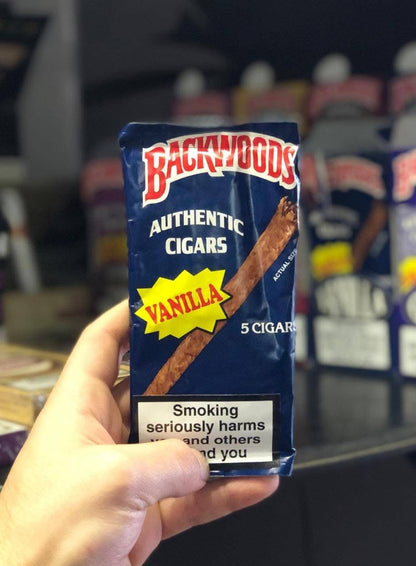 BACKWOODS
AUTHENTIC
CIGARS
ACTUAL SIZE
VANILLA
5 CIGARS
Smoking
seriously harms
and others
you